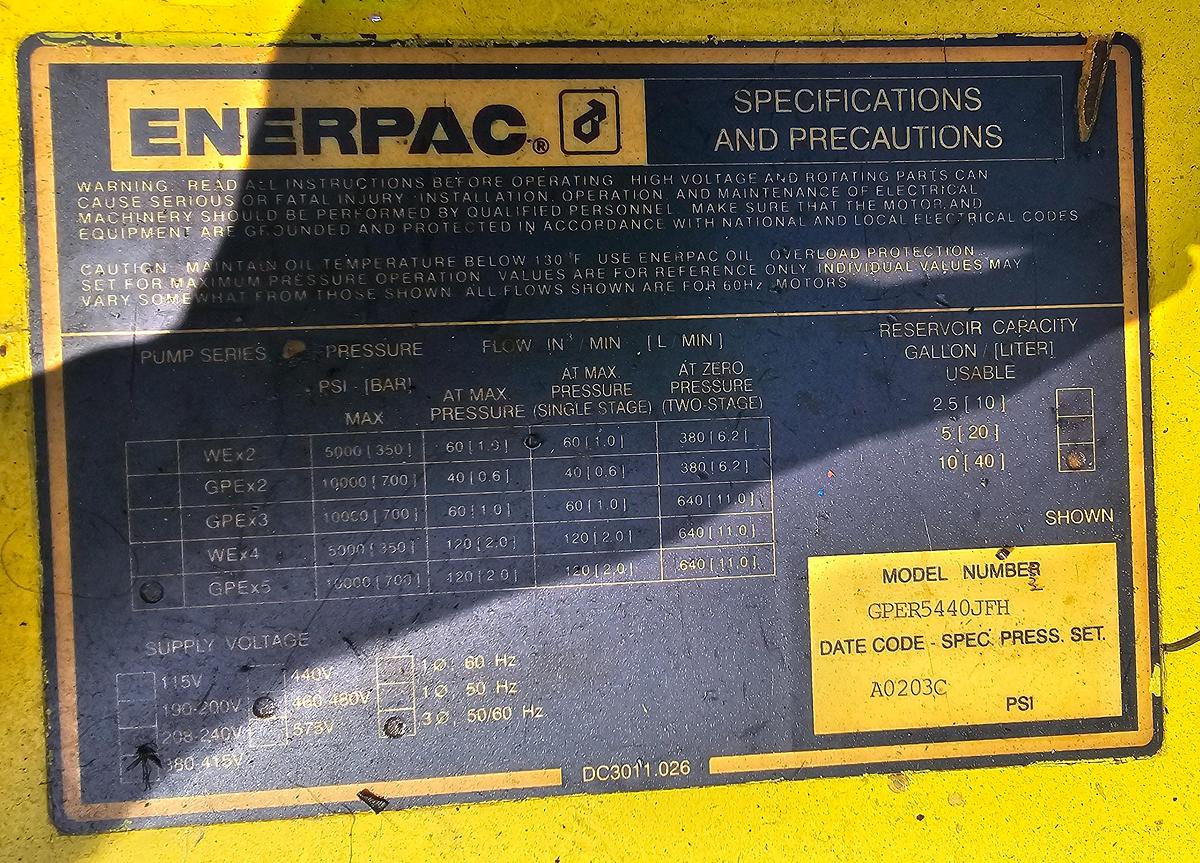 ENERPAC®
SPECIFICATIONS
AND PRECAUTIONS
WARNING: READ ALL INSTRUCTIONS BEFORE OPERATING. HIGH VOLTAGE AND ROTATING PARTS CAN
CAUSE SERIOUS OR FATAL INJURY. INSTALLATION, OPERATION, AND MAINTENANCE OF ELECTRICAL
MACHINERY SHOULD BE PERFORMED BY QUALIFIED PERSONNEL. MAKE SURE THAT THE MOTOR AND
EQUIPMENT ARE GROUNDED AND PROTECTED IN ACCORDANCE WITH NATIONAL AND LOCAL ELECTRICAL CODES
CAUTION: MAINTAIN OIL TEMPERATURE BELOW 130°F. USE ENERPAC OIL. OVERLOAD PROTECTION
SET FOR MAXIMUM PRESSURE OPERATION. VALUES ARE FOR REFERENCE ONLY. INDIVIDUAL VALUES MAY
VARY SOMEWHAT FROM THOSE SHOWN. ALL FLOWS SHOWN ARE FOR 60Hz. MOTORS
PUMP SERIES PRESSURE FLOW IN³ / MIN [L / MIN]
PSI - [BAR]
MAX
AT MAX.
PRESSURE
AT MAX.
PRESSURE
(SINGLE STAGE)
AT ZERO
PRESSURE
(TWO-STAGE)
WEx2 5000 [350] 60 [1.0] 60 [1.0] 380 [6.2]
GPEx2 10000 [700] 40 [0.6] 40 [0.6] 380 [6.2]
GPEx3 10000 [700] 60 [1.0] 60 [1.0] 640 [11.0]
WEx4 5000 [350] 120 [2.0] 120 [2.0] 640 [11.0]
GPEx5 10000 [700] 120 [2.0] 120 [2.0] 640 [11.0]
RESERVOIR CAPACITY
GALLON / [LITER]
USABLE
2.5 [10]
5 [20]
10 [40]
SHOWN
SUPPLY VOLTAGE
115V
190-200V
208-240V
380-415V
440V
460-480V
575V
1Ø, 60 Hz
1Ø, 50 Hz
3Ø, 50/60 Hz
MODEL NUMBER
GPER5440JFH
DATE CODE - SPEC. PRESS. SET.
A0203C
PSI
DC3011.026